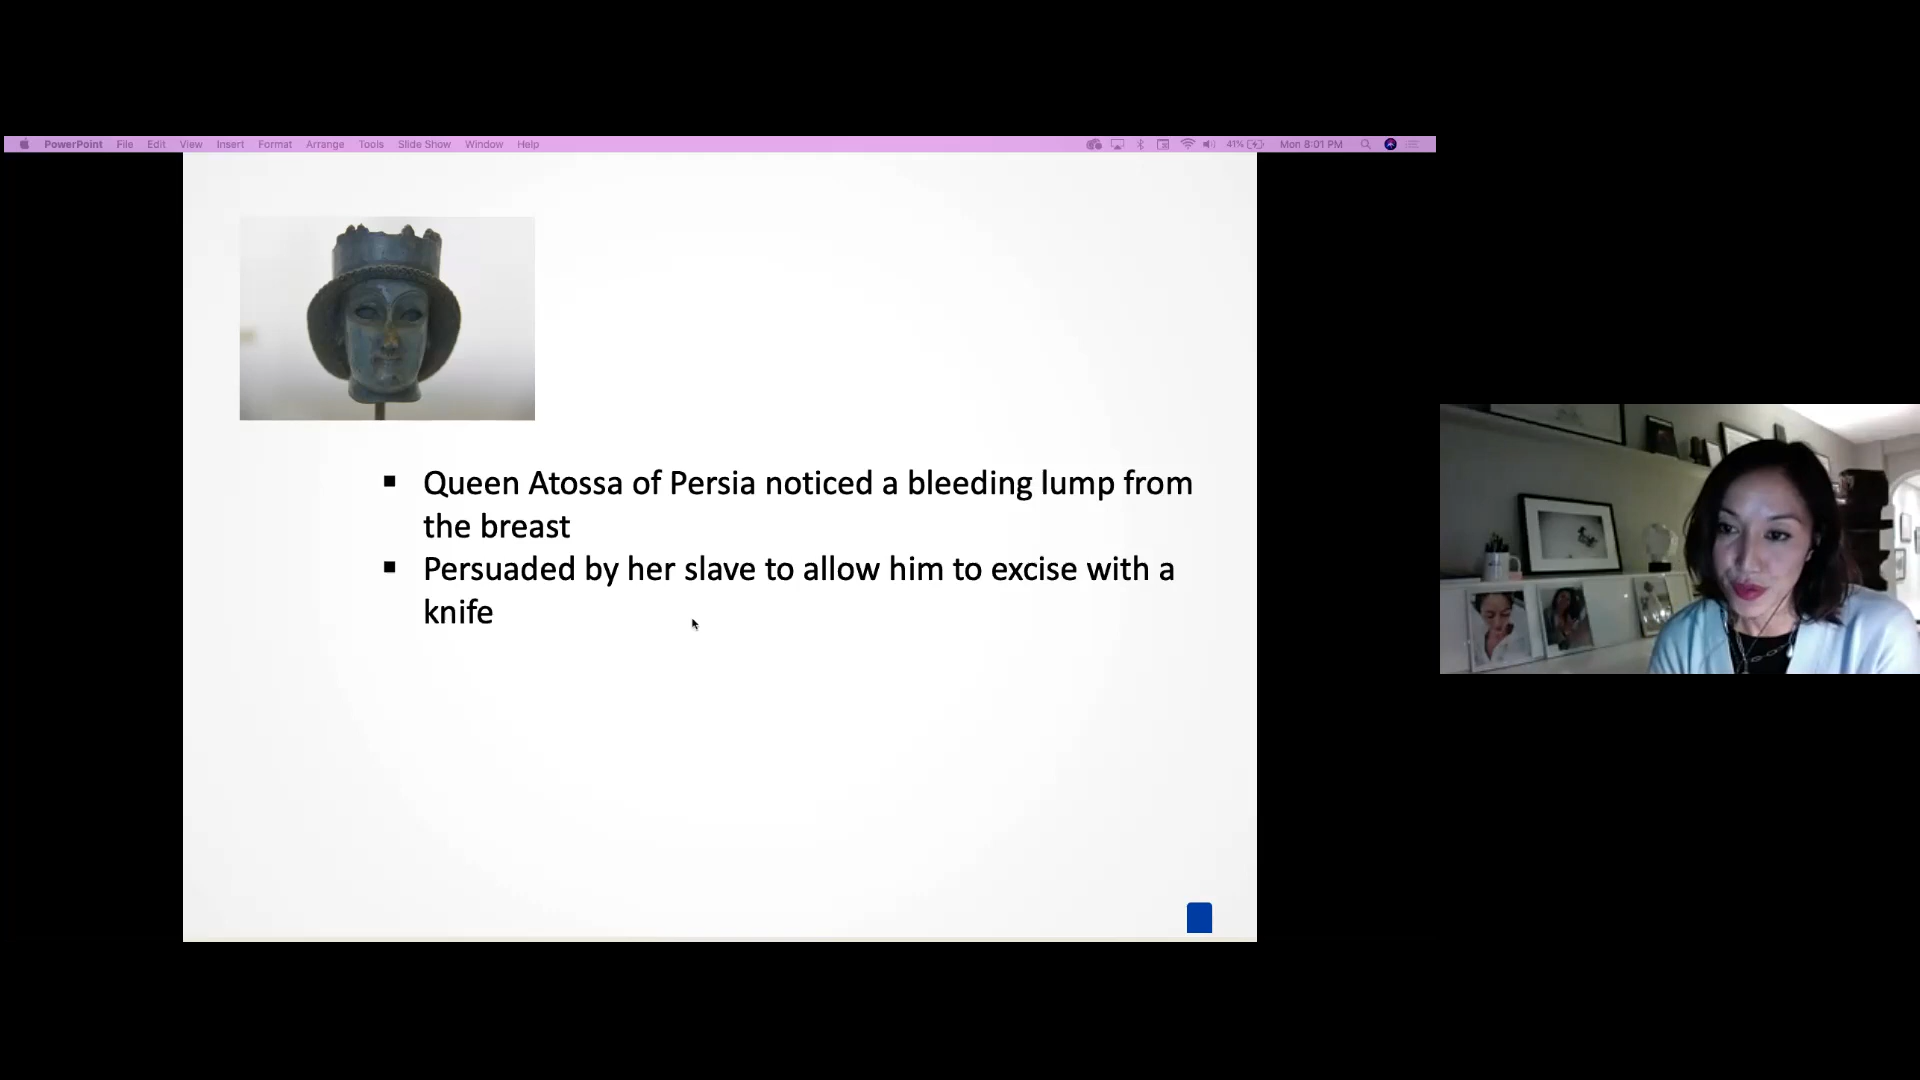 PowerPoint File Edit View Insert Format Arrange Tools Slide Show Window Help 41% Mon 8:01 PM
▪ Queen Atossa of Persia noticed a bleeding lump from
the breast
▪ Persuaded by her slave to allow him to excise with a
knife